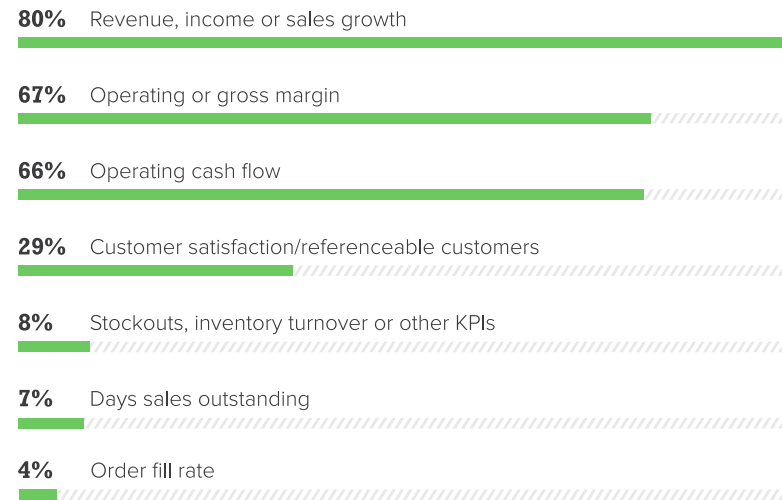 80% Revenue, income or sales growth
67% Operating or gross margin
66% Operating cash flow
29% Customer satisfaction/referenceable customers
8% Stockouts, inventory turnover or other KPIs
7% Days sales outstanding
4% Order fill rate